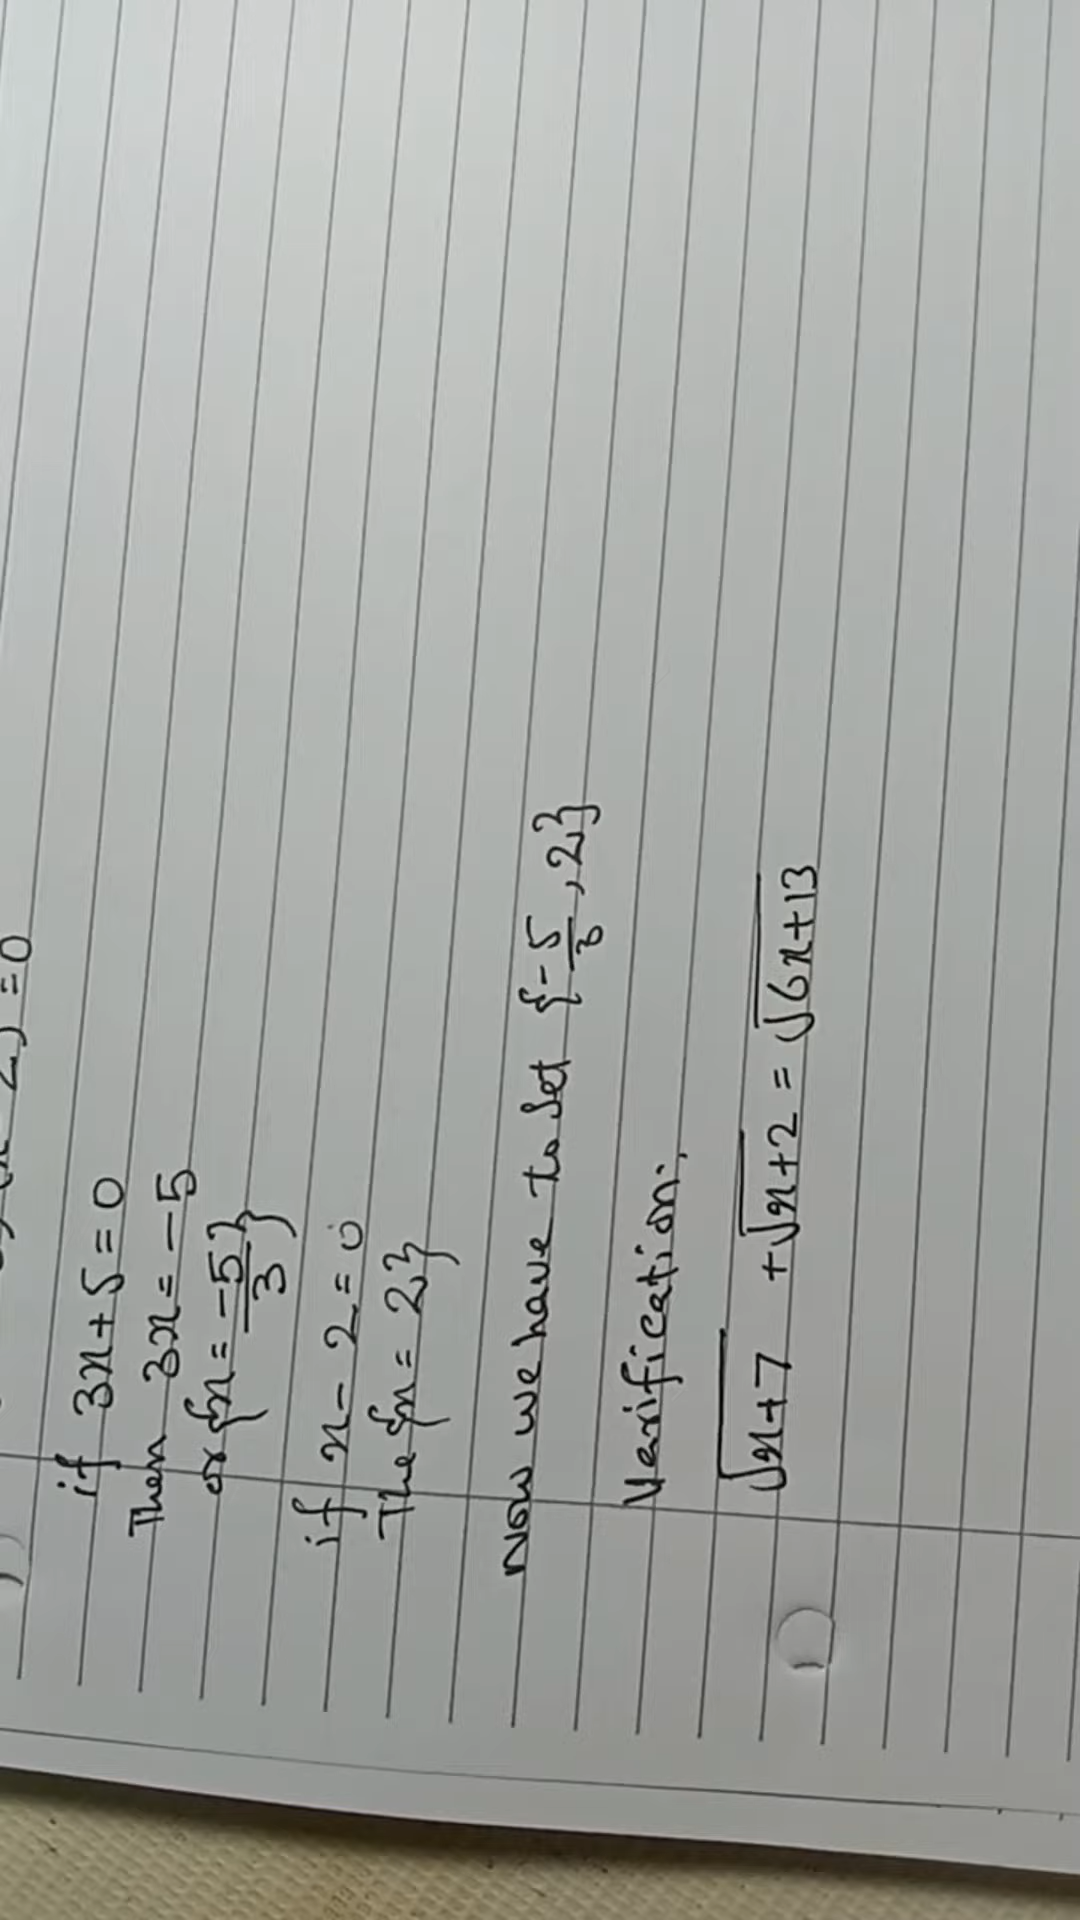 2) = 0
if 3x+5=0
Then 3x = -5
or {x = -5/3}
if x-2=0
The {x = 2}
Now we have to Set {-5/3, 2}
Verification:
√x+7 + √x+2 = √6x+13